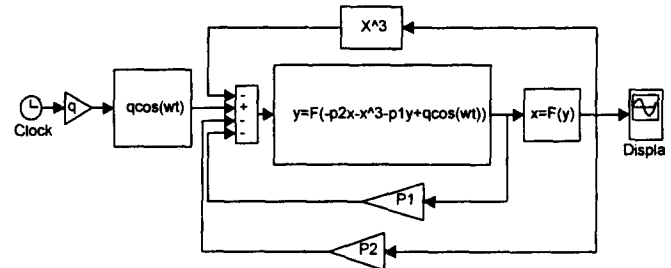 X^3
q
qcos(wt)
-
+
-
-
y=F(-p2x-x^3-p1y+qcos(wt))
x=F(y)
Clock
Displa
P1
P2